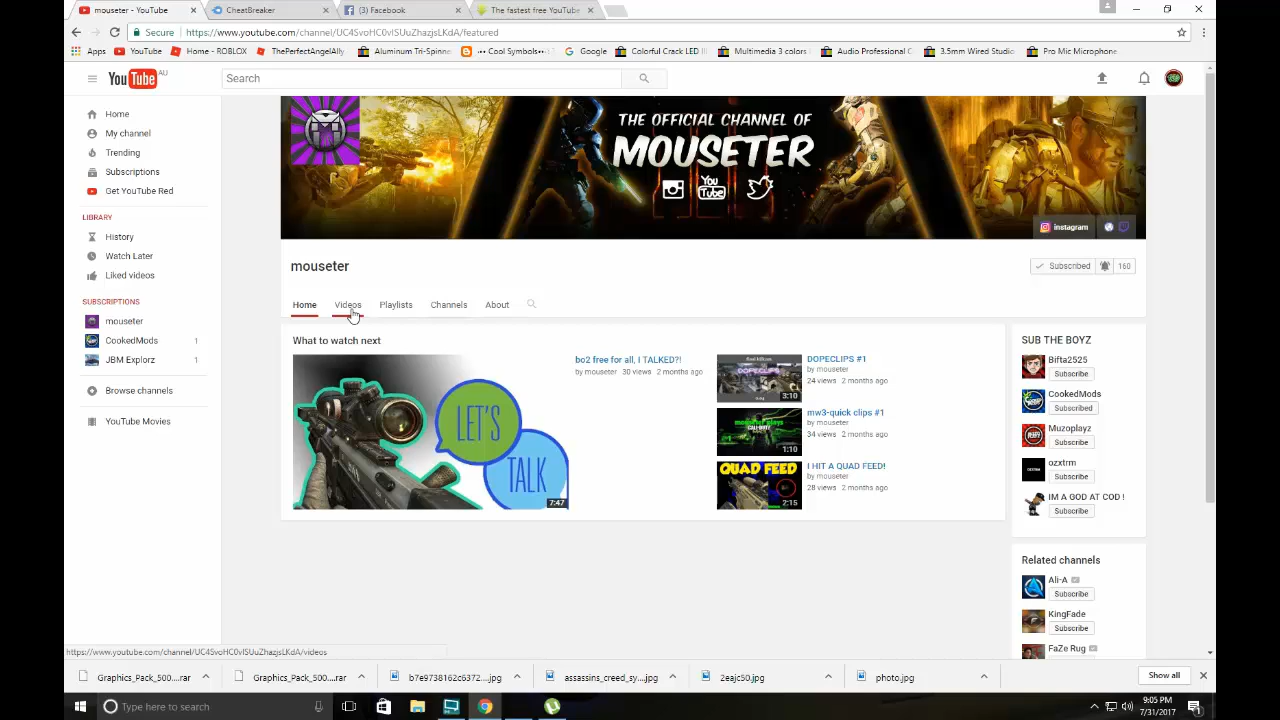 mouseter - YouTube
CheatBreaker
(3) Facebook
The fastest free YouTube
Secure
https://www.youtube.com/channel/UC4SvoHC0vISUuZhazjsLKdA/featured
Apps
YouTube
Home - ROBLOX
ThePerfectAngelAlly
Aluminum Tri-Spinne
Cool Symbols
Google
Colorful Crack LED II
Multimedia 3 colors /
Audio Professional C
3.5mm Wired Studio
Pro Mic Microphone
YouTube AU
Search
Home
My channel
Trending
Subscriptions
Get YouTube Red
LIBRARY
History
Watch Later
Liked videos
SUBSCRIPTIONS
mouseter
CookedMods 1
JBM Explorz 1
Browse channels
YouTube Movies
THE OFFICIAL CHANNEL OF
MOUSETER
You
Tube
instagram
mouseter
Subscribed 160
Home Videos Playlists Channels About
What to watch next
LET'S
TALK
7:47
bo2 free for all, I TALKED?!
by mouseter 30 views 2 months ago
3:10
DOPECLIPS #1
by mouseter
24 views 2 months ago
1:10
mw3-quick clips #1
by mouseter
34 views 2 months ago
QUAD FEED
2:15
I HIT A QUAD FEED!
by mouseter
28 views 2 months ago
SUB THE BOYZ
Bifta2525
Subscribe
CookedMods
Subscribed
Muzoplayz
Subscribe
ozxtrm
Subscribe
IM A GOD AT COD !
Subscribe
Related channels
Ali-A
Subscribe
KingFade
Subscribe
FaZe Rug
https://www.youtube.com/channel/UC4SvoHC0vISUuZhazjsLKdA/videos
Graphics_Pack_500....rar
Graphics_Pack_500....rar
b7e9738162c6372....jpg
assassins_creed_sy....jpg
2eajc50.jpg
photo.jpg
Show all
Type here to search
9:05 PM
7/31/2017